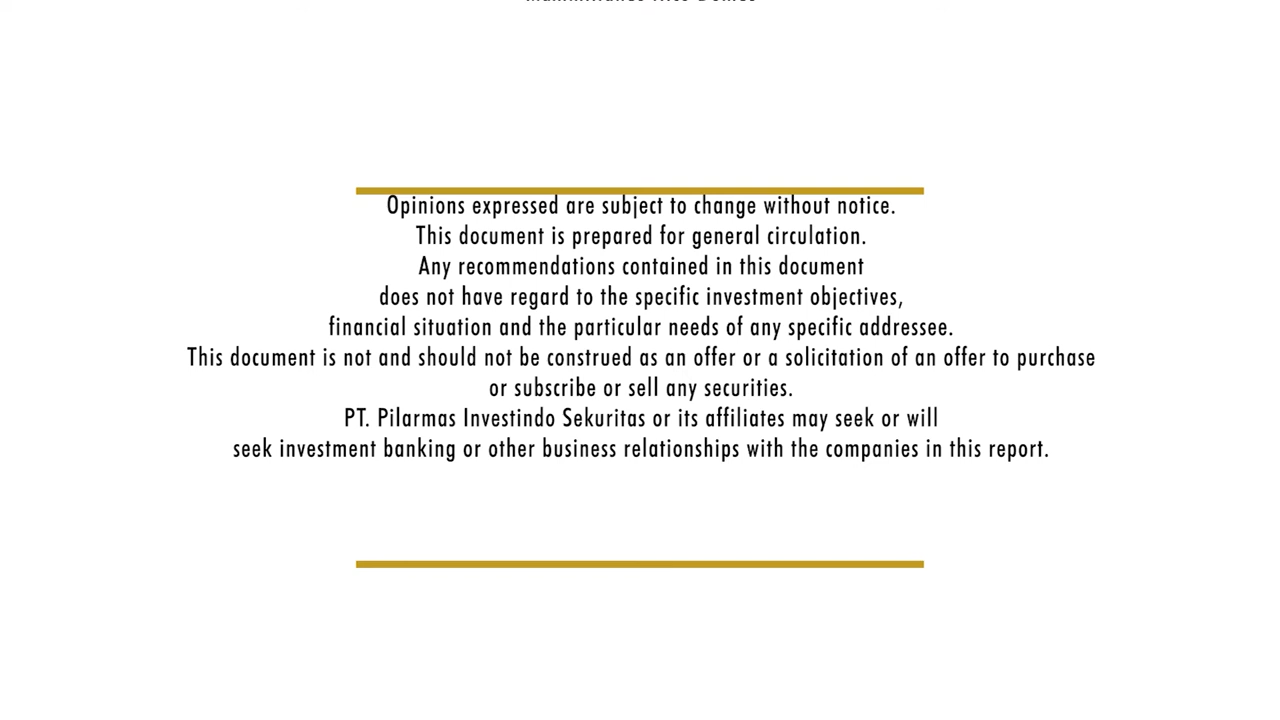 Opinions expressed are subject to change without notice.
This document is prepared for general circulation.
Any recommendations contained in this document
does not have regard to the specific investment objectives,
financial situation and the particular needs of any specific addressee.
This document is not and should not be construed as an offer or a solicitation of an offer to purchase
or subscribe or sell any securities.
PT. Pilarmas Investindo Sekuritas or its affiliates may seek or will
seek investment banking or other business relationships with the companies in this report.